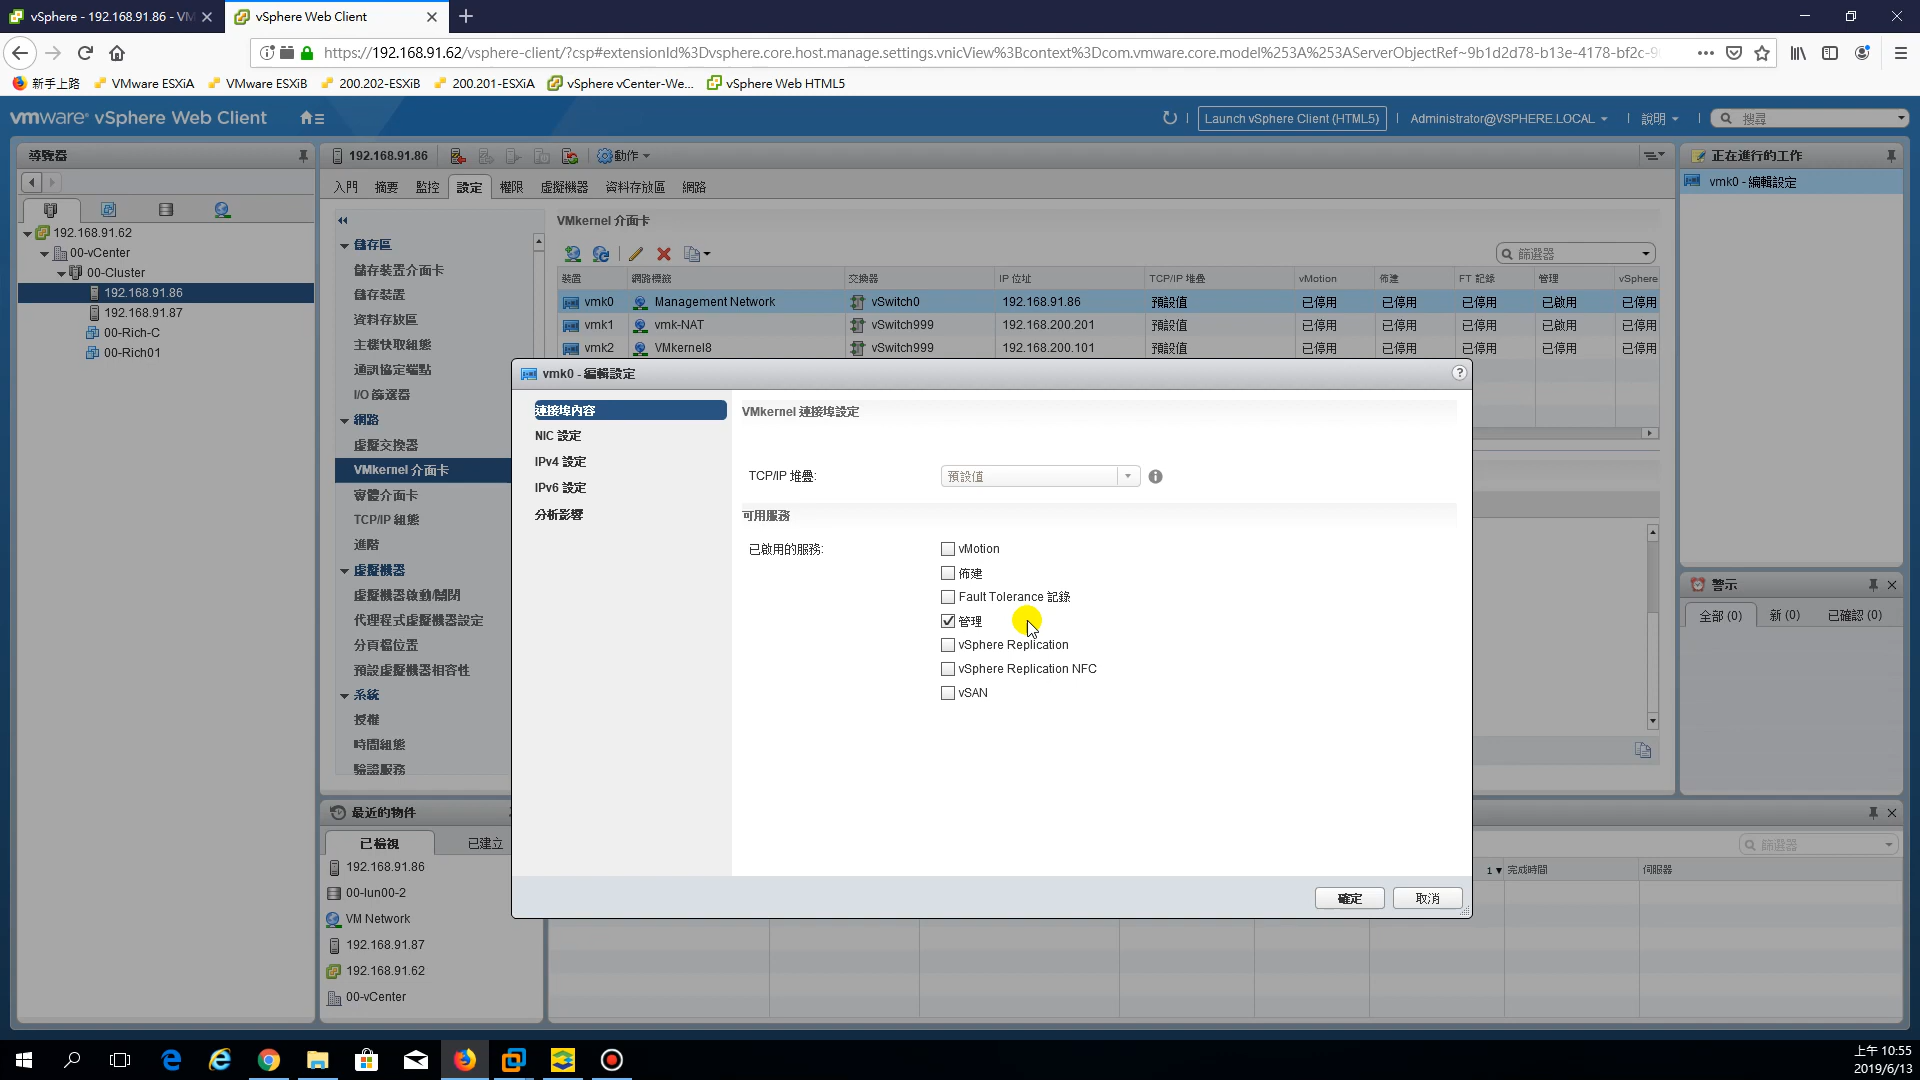 vSphere - 192.168.91.86 - VM
vSphere Web Client
https://192.168.91.62/vsphere-client/?csp#extensionId%3Dvsphere.core.host.manage.settings.vnicView%3Bcontext%3Dcom.vmware.core.model%253A%253AServerObjectRef~9b1d2d78-b13e-4178-bf2c-9
新手上路 VMware ESXiA VMware ESXiB 200.202-ESXiB 200.201-ESXiA vSphere vCenter-We... vSphere Web HTML5
vmware® vSphere Web Client
Launch vSphere Client (HTML5) Administrator@VSPHERE.LOCAL 說明 搜尋
導覽器
192.168.91.62
00-vCenter
00-Cluster
192.168.91.86
192.168.91.87
00-Rich-C
00-Rich01
192.168.91.86 動作
入門 摘要 監控 設定 權限 虛擬機器 資料存放區 網路
儲存區
儲存裝置介面卡
儲存裝置
資料存放區
主機快取組態
通訊協定端點
I/O 篩選器
網路
虛擬交換器
VMkernel 介面卡
實體介面卡
TCP/IP 組態
進階
虛擬機器
虛擬機器啟動/關閉
代理程式虛擬機器設定
分頁檔位置
預設虛擬機器相容性
系統
授權
時間組態
驗證服務
VMkernel 介面卡
篩選器
裝置 網路標籤 交換器 IP 位址 TCP/IP 堆疊 vMotion 佈建 FT 記錄 管理 vSphere
vmk0 Management Network vSwitch0 192.168.91.86 預設值 已停用 已停用 已停用 已啟用 已停用
vmk1 vmk-NAT vSwitch999 192.168.200.201 預設值 已停用 已停用 已停用 已啟用 已停用
vmk2 VMkernel8 vSwitch999 192.168.200.101 預設值 已停用 已停用 已停用 已停用 已停用
vmk0 - 編輯設定
連接埠內容
NIC 設定
IPv4 設定
IPv6 設定
分析影響
VMkernel 連接埠設定
TCP/IP 堆疊: 預設值
可用服務
已啟用的服務:
vMotion
佈建
Fault Tolerance 記錄
管理
vSphere Replication
vSphere Replication NFC
vSAN
確定 取消
正在進行的工作
vmk0 - 編輯設定
警示
全部 (0) 新 (0) 已確認 (0)
最近的物件
已檢視 已建立
192.168.91.86
00-lun00-2
VM Network
192.168.91.87
192.168.91.62
00-vCenter
篩選器
1 完成時間 伺服器
上午 10:55
2019/6/13